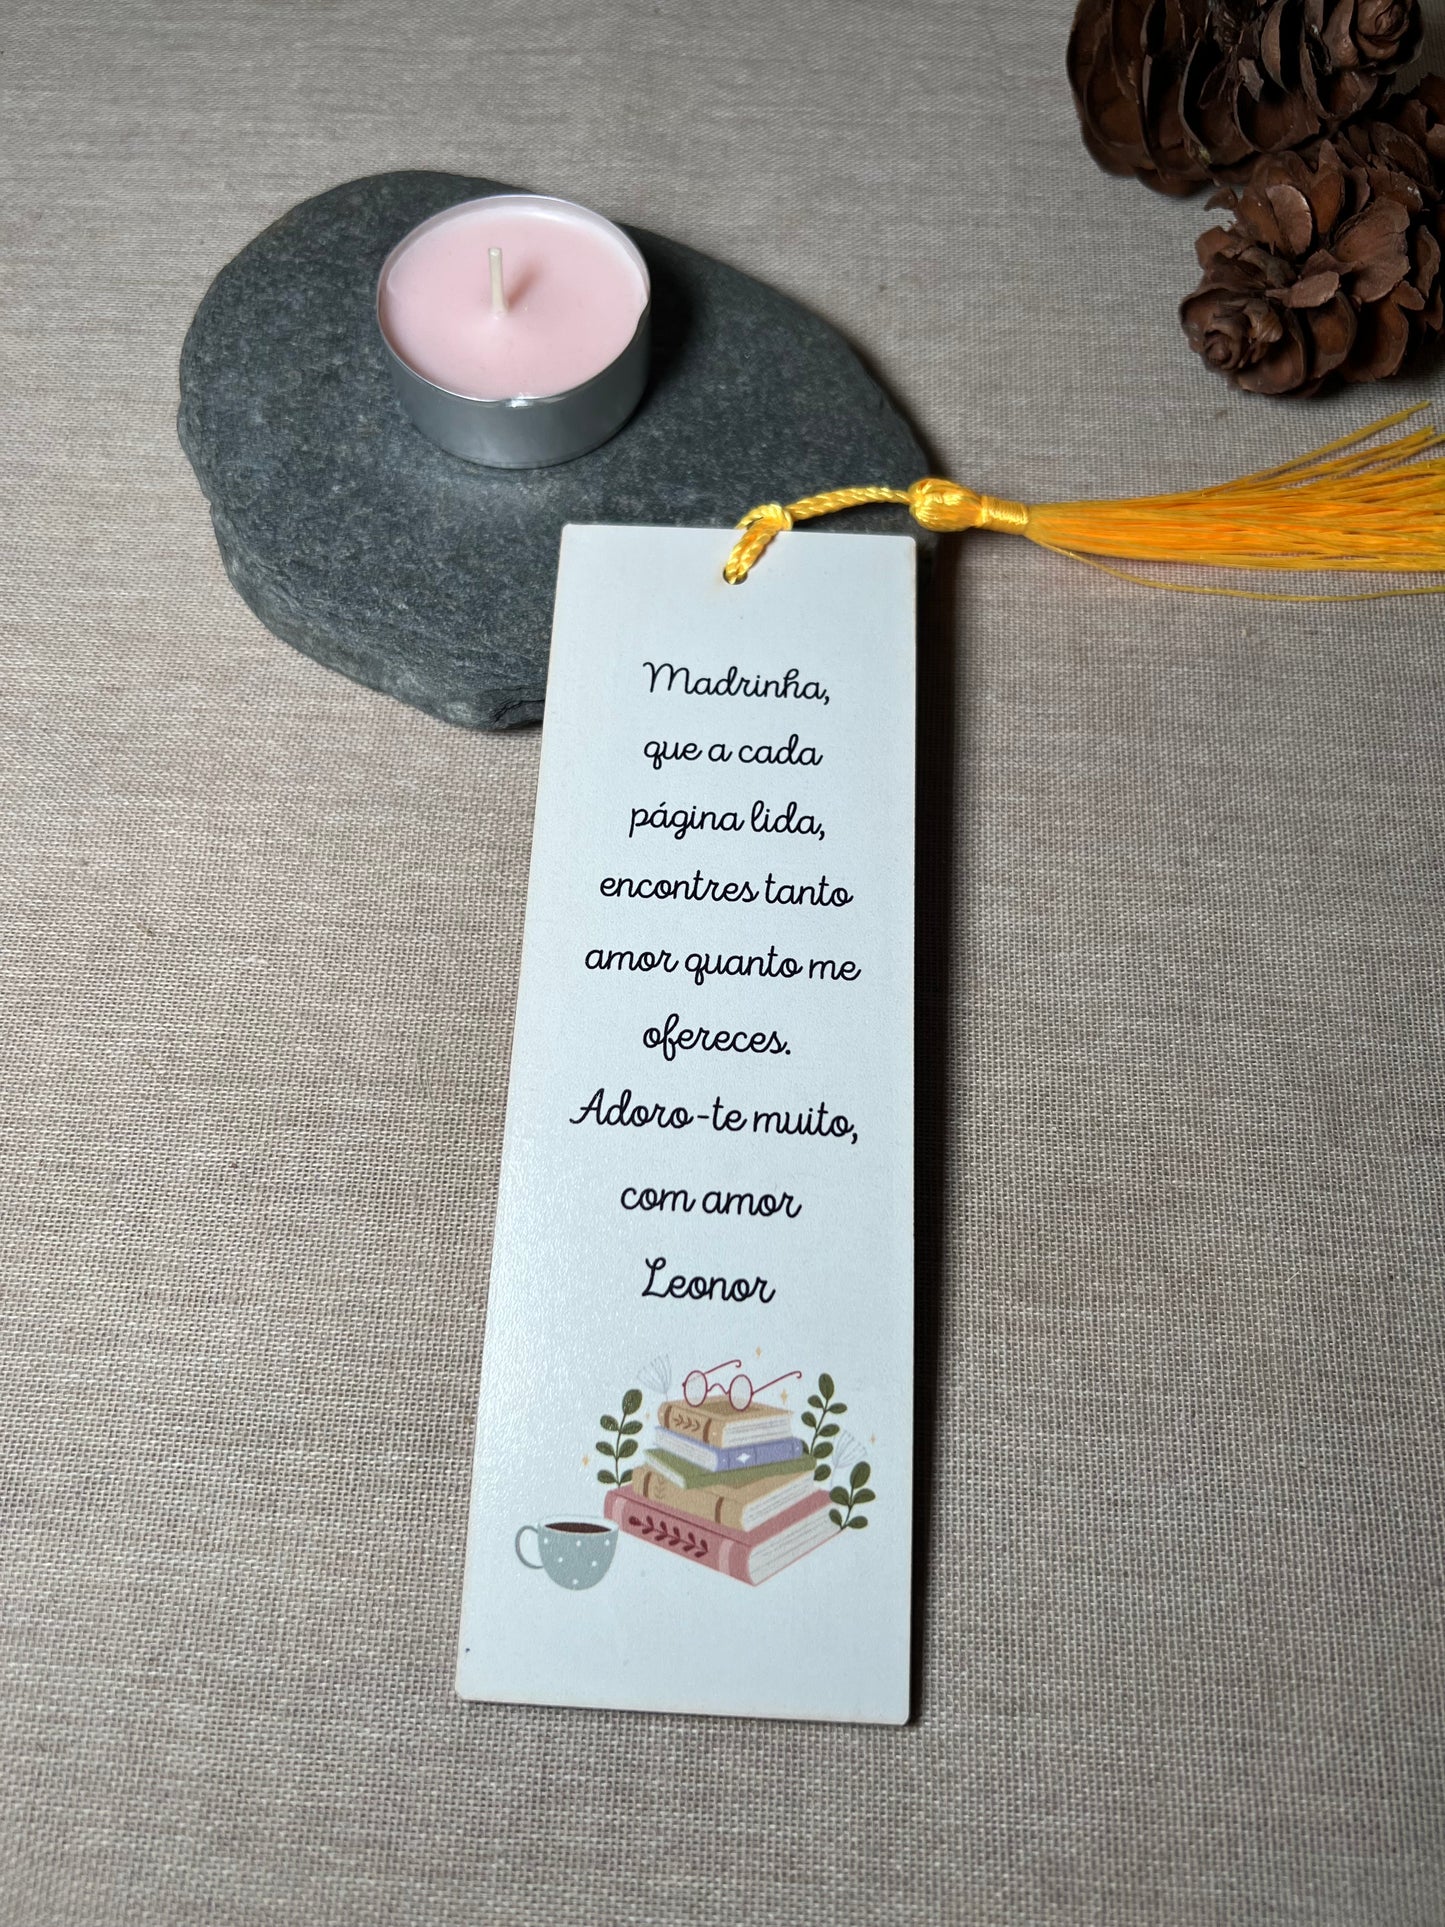 Madrinha,
que a cada
página lida,
encontres tanto
amor quanto me
ofereces.
Adoro-te muito,
com amor
Leonor